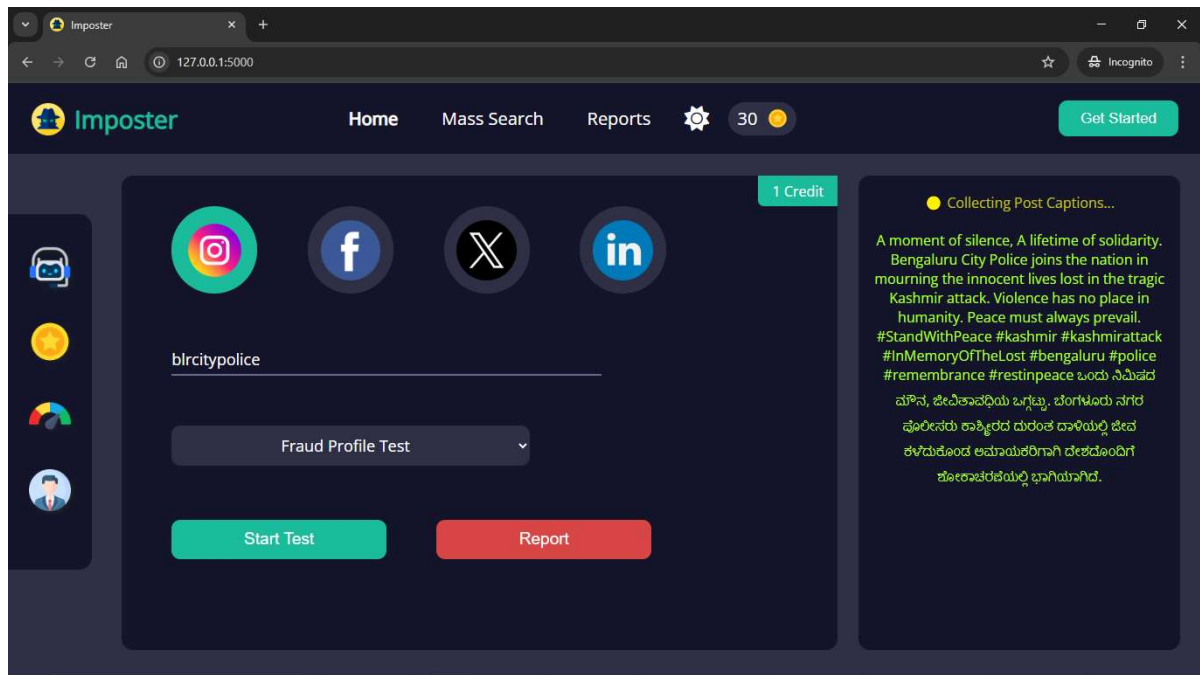 Imposter
127.0.0.1:5000
Incognito
Imposter
Home
Mass Search
Reports
30
Get Started
1 Credit
blrcitypolice
Fraud Profile Test
Start Test
Report
Collecting Post Captions...
A moment of silence, A lifetime of solidarity.
Bengaluru City Police joins the nation in
mourning the innocent lives lost in the tragic
Kashmir attack. Violence has no place in
humanity. Peace must always prevail.
#StandWithPeace #kashmir #kashmirattack
#InMemoryOfTheLost #bengaluru #police
#remembrance #restinpeace ಒಂದು ನಿಮಿಷದ
ಮೌನ, ಜೀವಿತಾವಧಿಯ ಒಗ್ಗಟ್ಟು. ಬೆಂಗಳೂರು ನಗರ
ಪೊಲೀಸರು ಕಾಶ್ಮೀರದ ದುರಂತ ದಾಳಿಯಲ್ಲಿ ಜೀವ
ಕಳೆದುಕೊಂಡ ಅಮಾಯಕರಿಗಾಗಿ ದೇಶದೊಂದಿಗೆ
ಶೋಕಾಚರಣೆಯಲ್ಲಿ ಭಾಗಿಯಾಗಿದೆ.